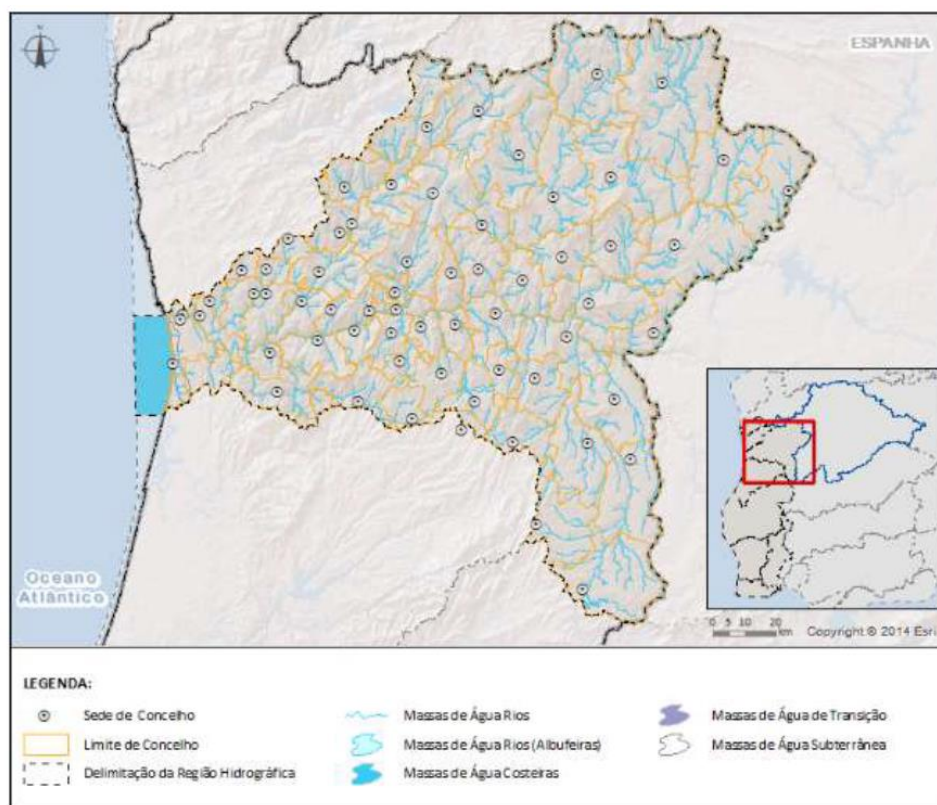 N
ESPANHA
Oceano
Atlântico
0 5 10 20
km
Copyright:© 2014 Esri
LEGENDA:
Sede de Concelho
Limite de Concelho
Delimitação da Região Hidrográfica
Massas de Água Rios
Massas de Água Rios (Albufeiras)
Massas de Água Costeiras
Massas de Água de Transição
Massas de Água Subterrânea